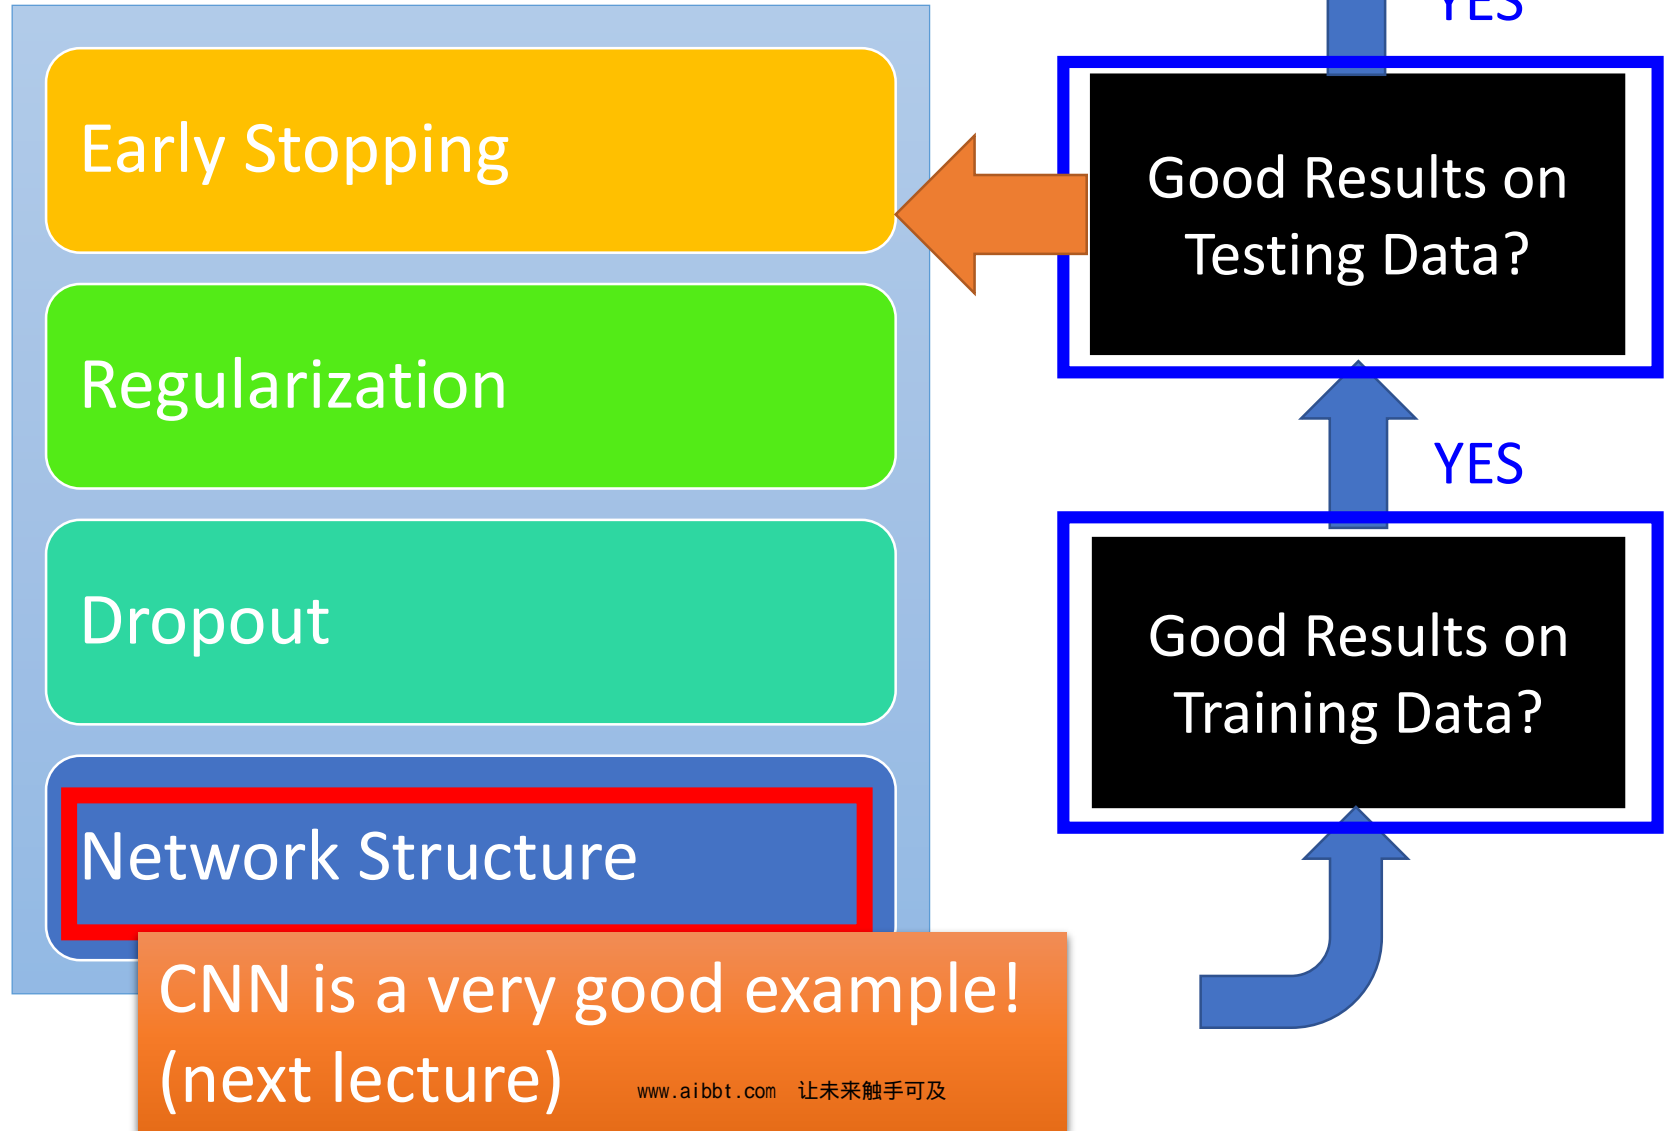 YES
Early Stopping
Good Results on
Testing Data?
Regularization
YES
Dropout
Good Results on
Training Data?
Network Structure
CNN is a very good example!
(next lecture)
www.aibbt.com 让未来触手可及